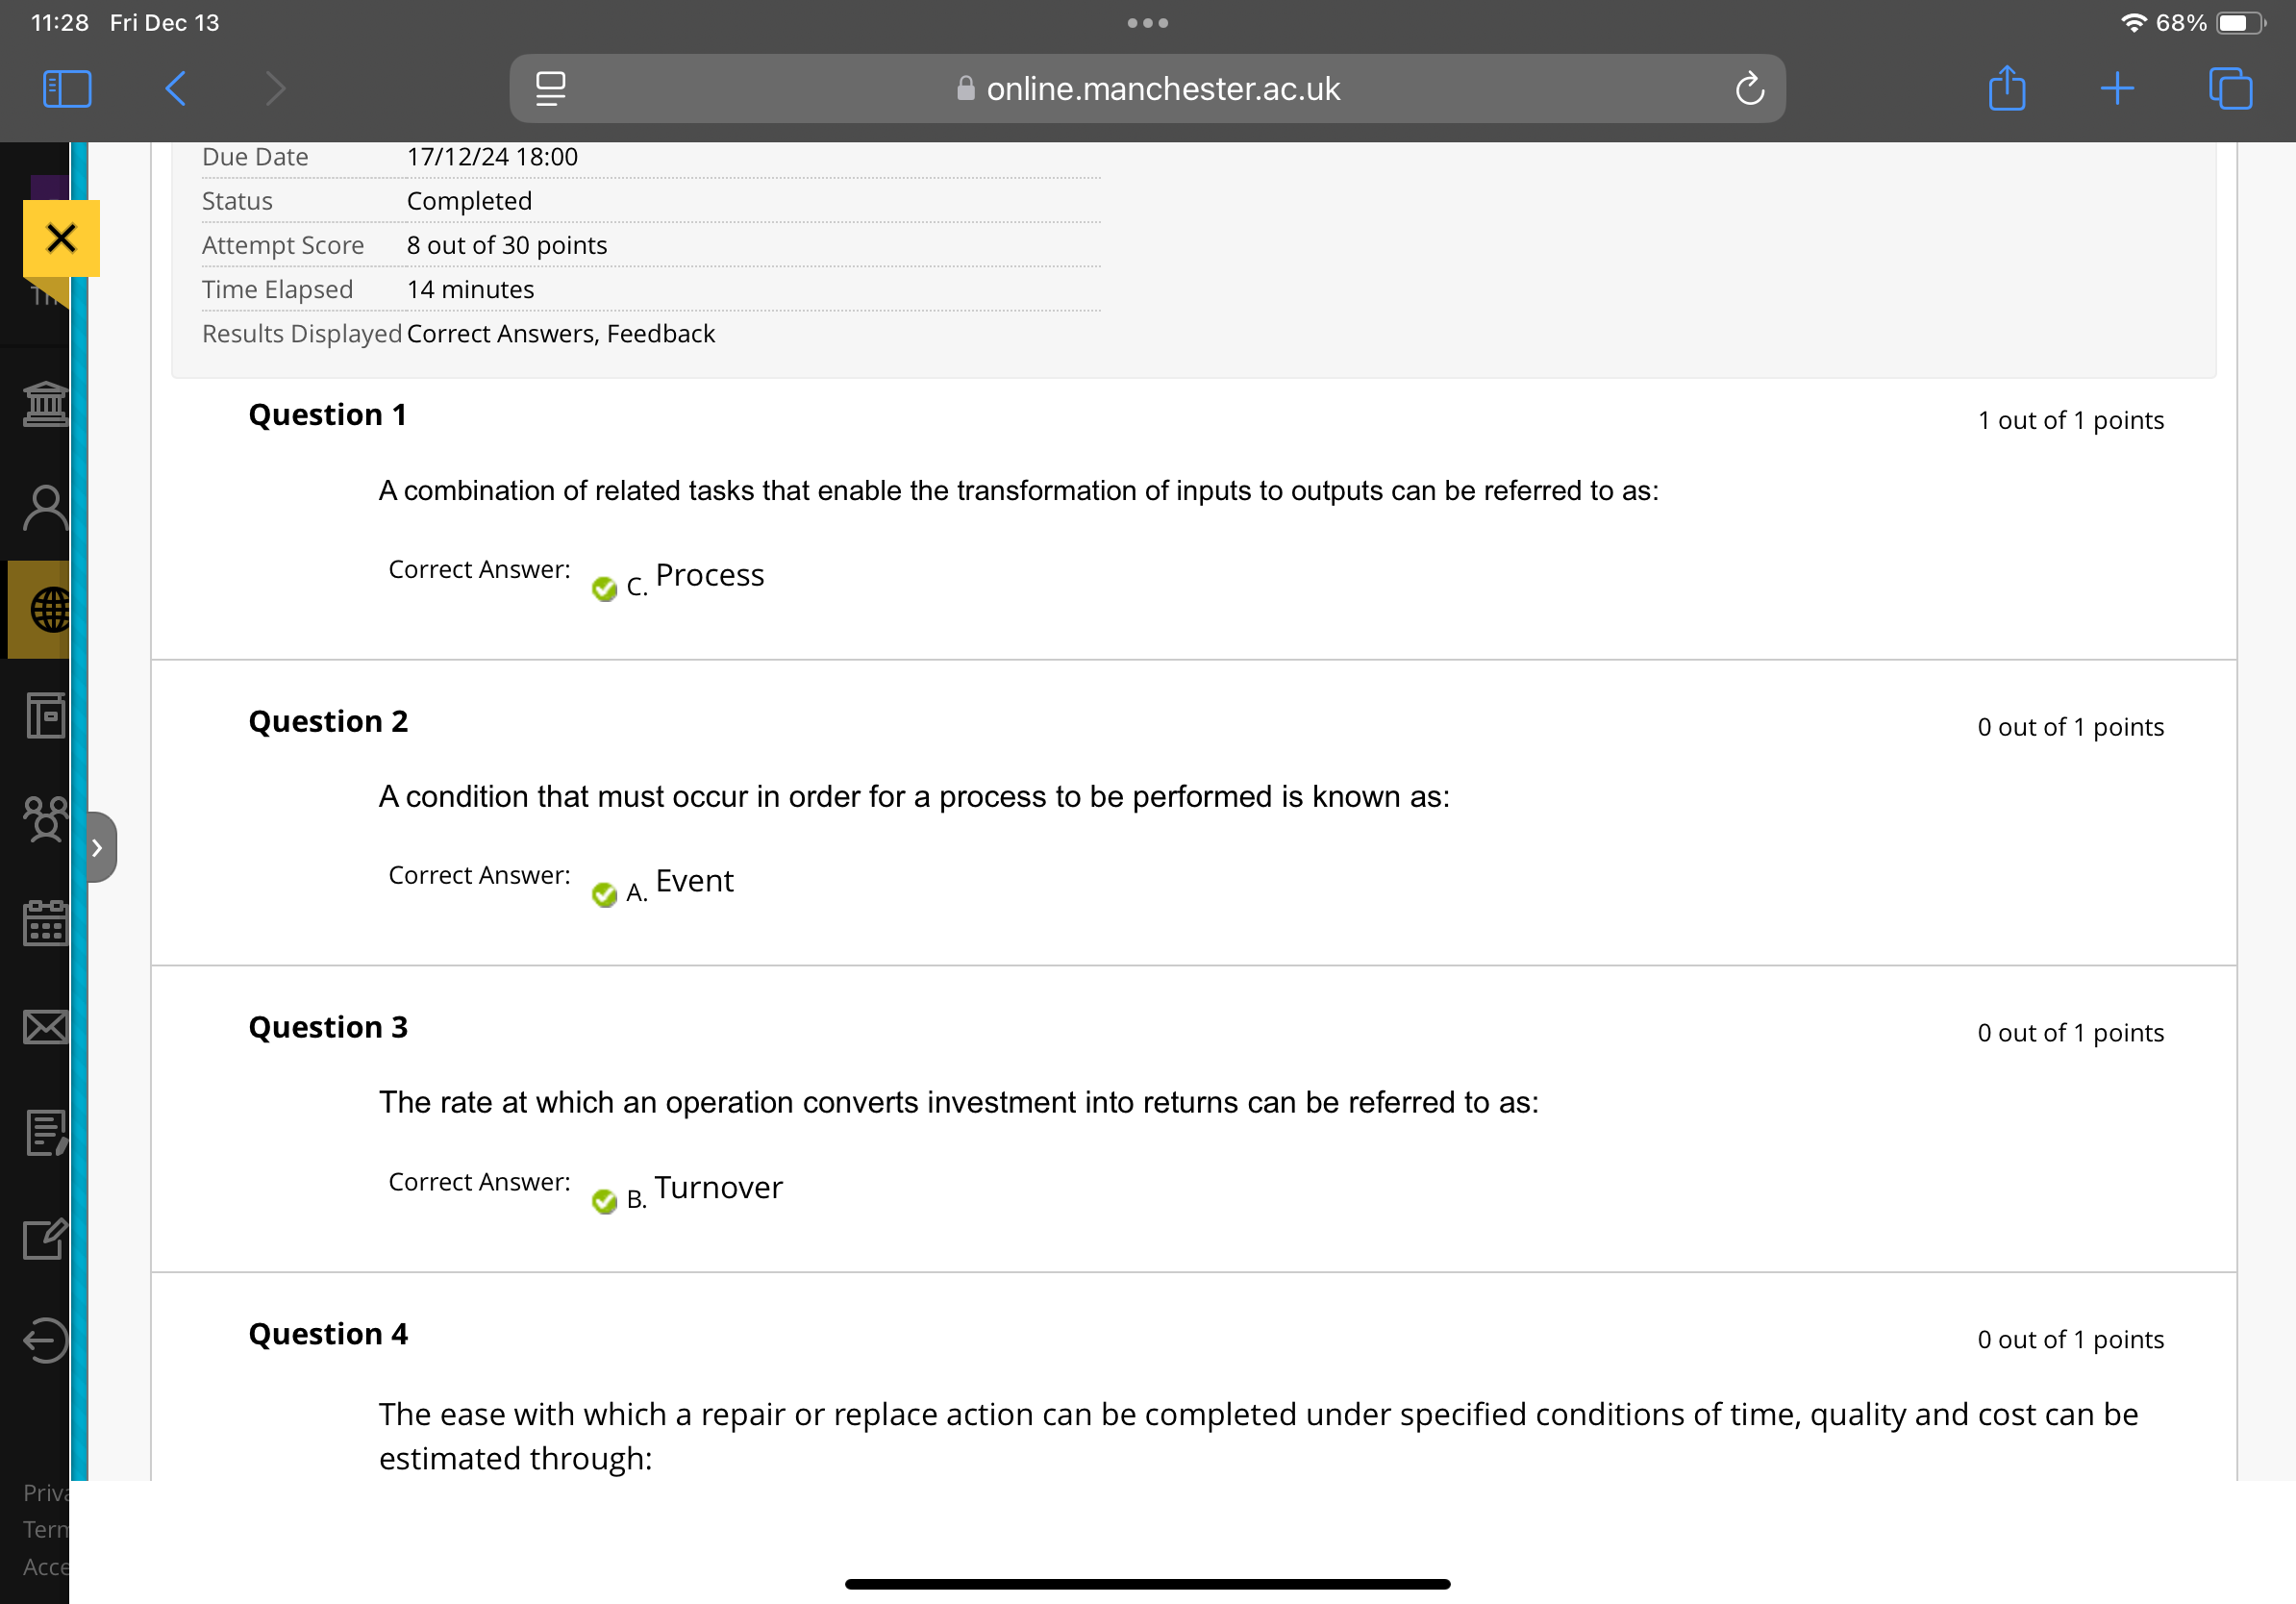 11:28 Fri Dec 13
68%
online.manchester.ac.uk
Due Date 17/12/24 18:00
Status Completed
Attempt Score 8 out of 30 points
Time Elapsed 14 minutes
Results Displayed Correct Answers, Feedback
Question 1
1 out of 1 points
A combination of related tasks that enable the transformation of inputs to outputs can be referred to as:
Correct Answer: C. Process
Question 2
0 out of 1 points
A condition that must occur in order for a process to be performed is known as:
Correct Answer: A. Event
Question 3
0 out of 1 points
The rate at which an operation converts investment into returns can be referred to as:
Correct Answer: B. Turnover
Question 4
0 out of 1 points
The ease with which a repair or replace action can be completed under specified conditions of time, quality and cost can be
estimated through:
Priva
Term
Acce